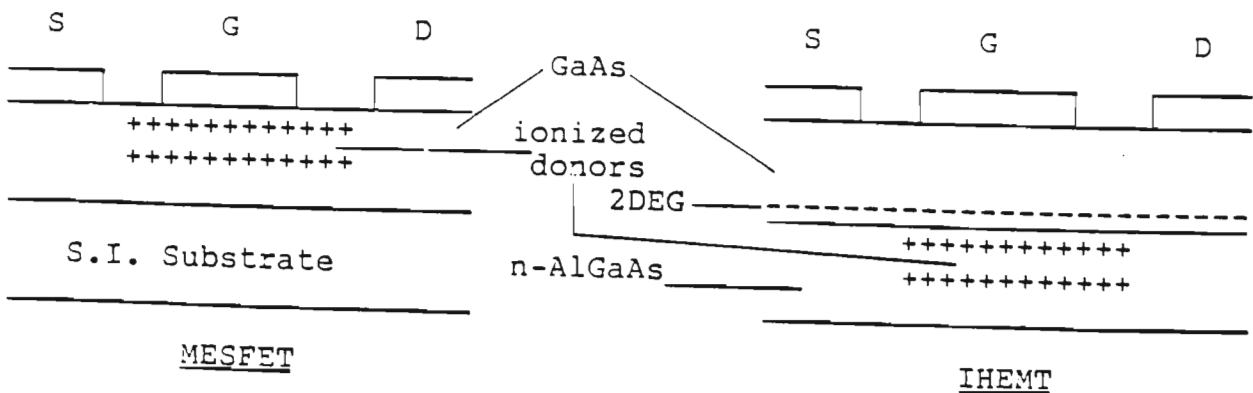 S G D
S G D
GaAs
++++++++++++
ionized
++++++++++++
donors
2DEG
++++++++++++
S.I. Substrate
n-AlGaAs
++++++++++++
MESFET
IHEMT